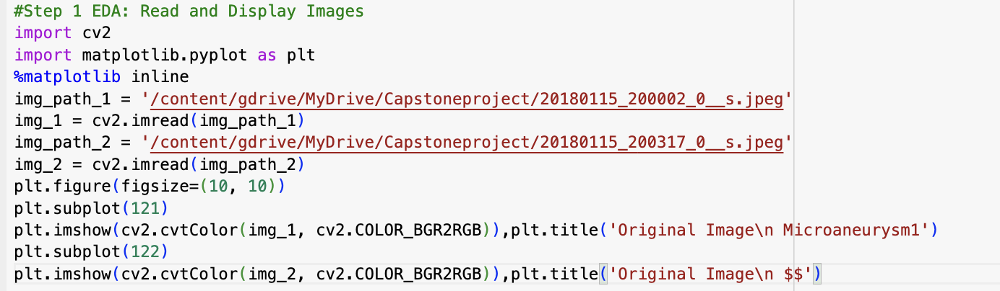 #Step 1 EDA: Read and Display Images
import cv2
import matplotlib.pyplot as plt
%matplotlib inline
img_path_1 = '/content/gdrive/MyDrive/Capstoneproject/20180115_200002_0__s.jpeg'
img_1 = cv2.imread(img_path_1)
img_path_2 = '/content/gdrive/MyDrive/Capstoneproject/20180115_200317_0__s.jpeg'
img_2 = cv2.imread(img_path_2)
plt.figure(figsize=(10, 10))
plt.subplot(121)
plt.imshow(cv2.cvtColor(img_1, cv2.COLOR_BGR2RGB)),plt.title('Original Image\n Microaneurysm1')
plt.subplot(122)
plt.imshow(cv2.cvtColor(img_2, cv2.COLOR_BGR2RGB)),plt.title('Original Image\n $$')